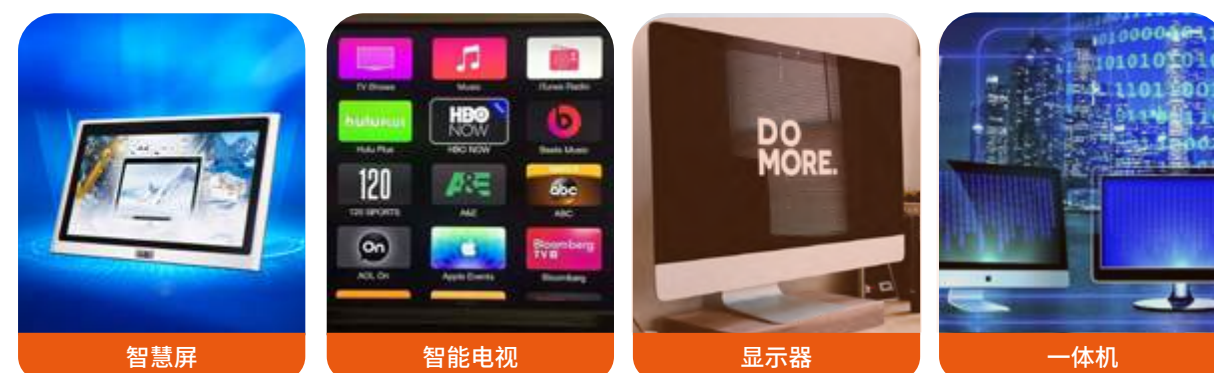 智慧屏
TV Shows
Music
iTunes Radio
huluPLUS
HBO
NOW
Hulu Plus
HBO NOW
Beats Music
120
A&E
abc
120 SPORTS
A&E
ABC
On
Bloomberg
TV
AOL On
Apple Events
Bloomberg
智能电视
DO
MORE.
显示器
一体机